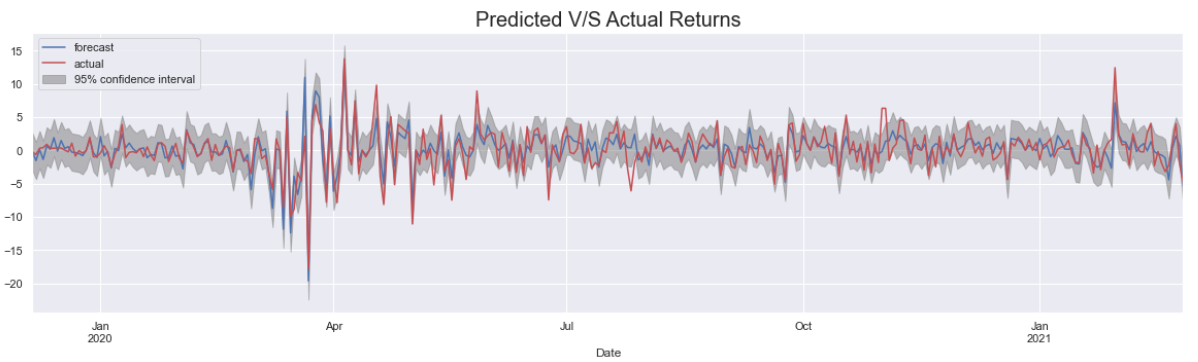 Predicted V/S Actual Returns
forecast
actual
95% confidence interval
15
10
5
0
−5
−10
−15
−20
Jan
2020
Apr
Jul
Oct
Jan
2021
Date